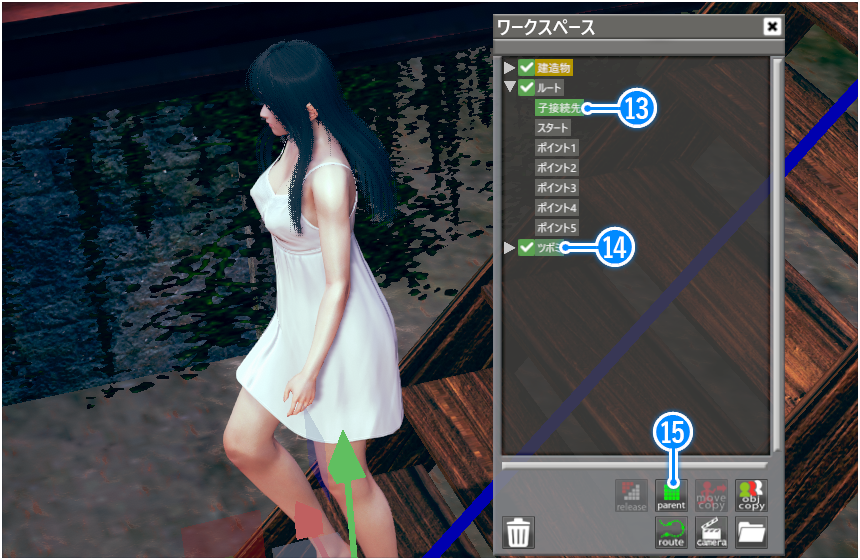 ワークスペース
建造物
ルート
子接続先
13
スタート
ポイント1
ポイント2
ポイント3
ポイント4
ポイント5
ツボミ
14
15
release
parent
move copy
obj copy
route
camera